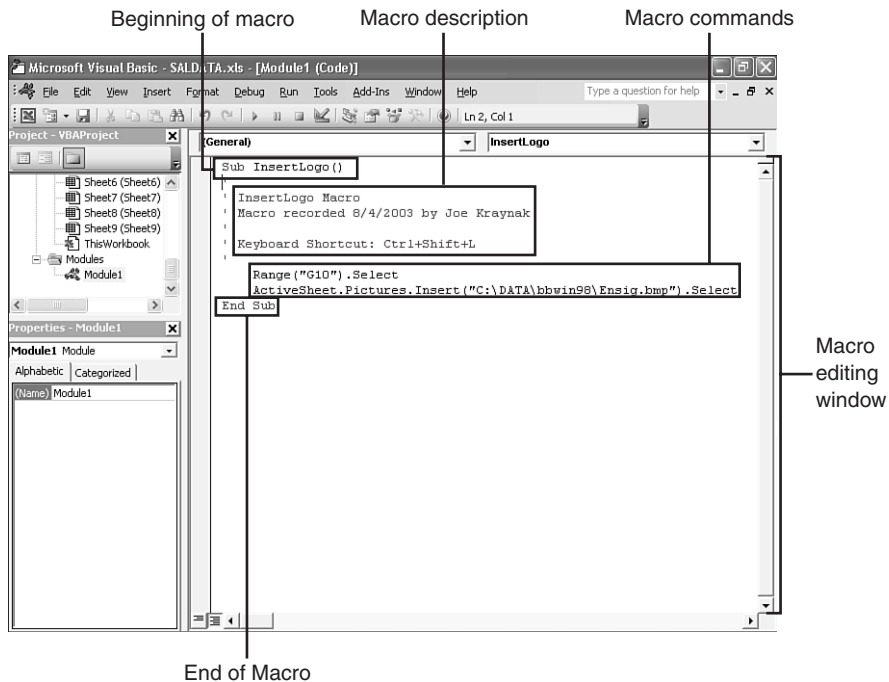 Beginning of macro
Macro description
Macro commands
Microsoft Visual Basic - SALDATA.xls - [Module1 (Code)]
File Edit View Insert Format Debug Run Tools Add-Ins Window Help
Type a question for help
Ln 2, Col 1
Project - VBAProject
Sheet6 (Sheet6)
Sheet7 (Sheet7)
Sheet8 (Sheet8)
Sheet9 (Sheet9)
ThisWorkbook
Modules
Module1
Properties - Module1
Module1 Module
Alphabetic Categorized
(Name) Module1
(General)
InsertLogo
Sub InsertLogo()
'
' InsertLogo Macro
' Macro recorded 8/4/2003 by Joe Kraynak
'
' Keyboard Shortcut: Ctrl+Shift+L
'
Range("G10").Select
ActiveSheet.Pictures.Insert("C:\DATA\bbwin98\Ensig.bmp").Select
End Sub
Macro
editing
window
End of Macro